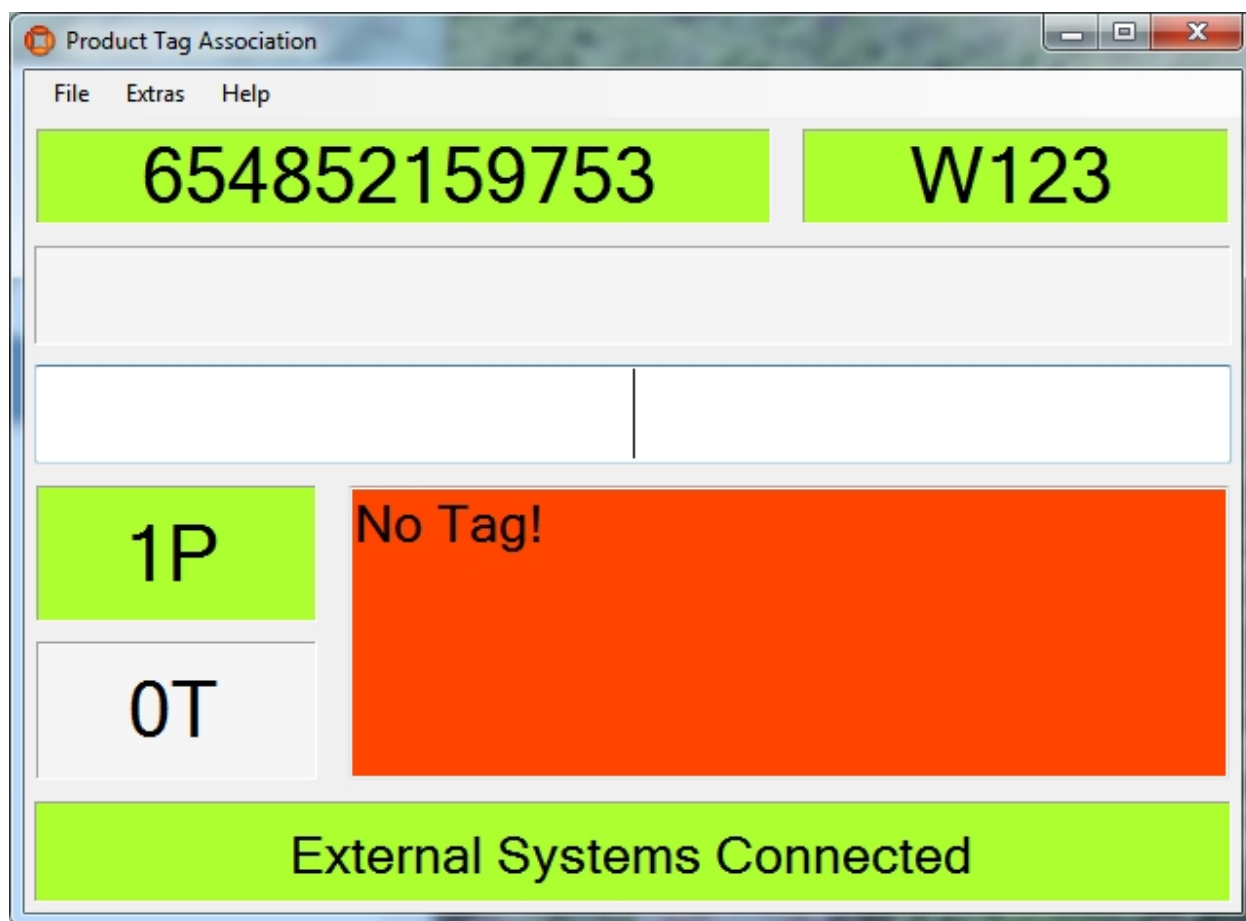 Product Tag Association
File Extras Help
654852159753 W123
1P
No Tag!
0T
External Systems Connected